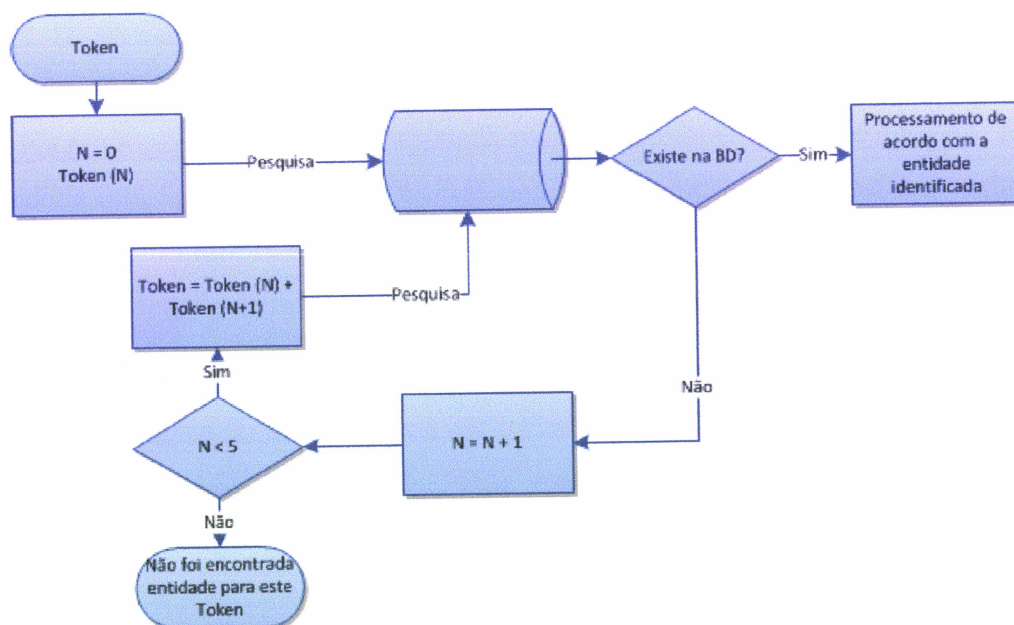 Token
N = 0
Token (N)
Pesquisa
Existe na BD?
Sim
Processamento de
acordo com a
entidade
identificada
Token = Token (N) +
Token (N+1)
Pesquisa
Sim
Não
N < 5
N = N + 1
Não
Não foi encontrada
entidade para este
Token